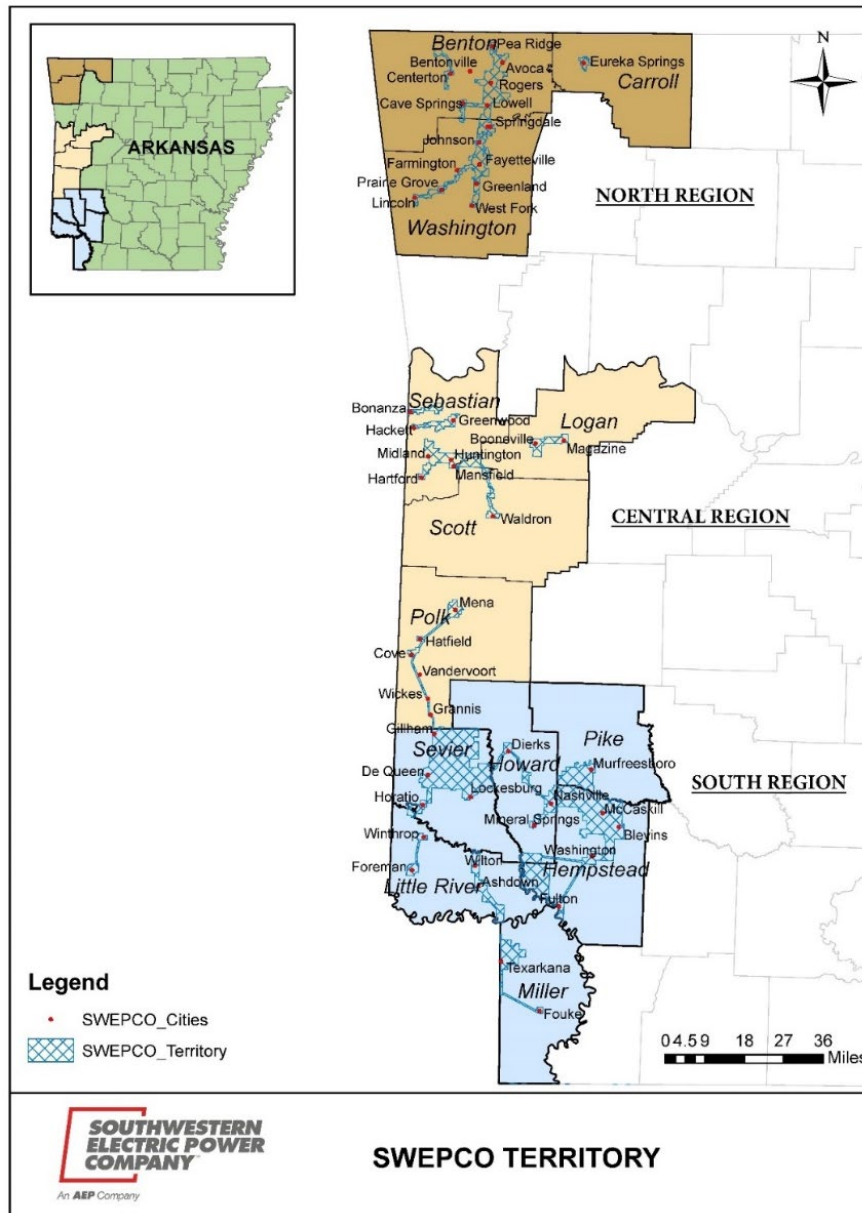 ARKANSAS
N
Benton
Pea Ridge
Bentonville
Avoca
Centerton
Rogers
Cave Springs
Lowell
Springdale
Johnson
Eureka Springs
Carroll
Farmington
Fayetteville
Prairie Grove
Greenland
Lincoln
West Fork
Washington
NORTH REGION
Sebastian
Bonanza
Greenwood
Hackett
Logan
Booneville
Magazine
Midland
Huntington
Mansfield
Hartford
Scott
Waldron
CENTRAL REGION
Mena
Polk
Hatfield
Cove
Vandervoort
Wickes
Grannis
Gillham
Sevier
Dierks
Howard
Pike
Murfreesboro
De Queen
Lockesburg
Nashville
McCaskill
Horatio
Mineral Springs
Blevins
SOUTH REGION
Winthrop
Washington
Wilton
Hempstead
Foreman
Little River
Ashdown
Fulton
Texarkana
Miller
Fouke
Legend
SWEPCO_Cities
SWEPCO_Territory
0 4.5 9 18 27 36
Miles
SOUTHWESTERN
ELECTRIC POWER
COMPANY
An AEP Company
SWEPCO TERRITORY